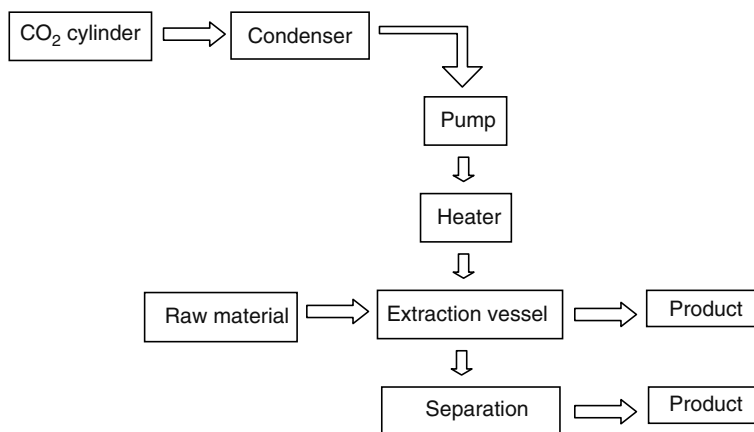 CO₂ cylinder
Condenser
Pump
Heater
Raw material
Extraction vessel
Product
Separation
Product